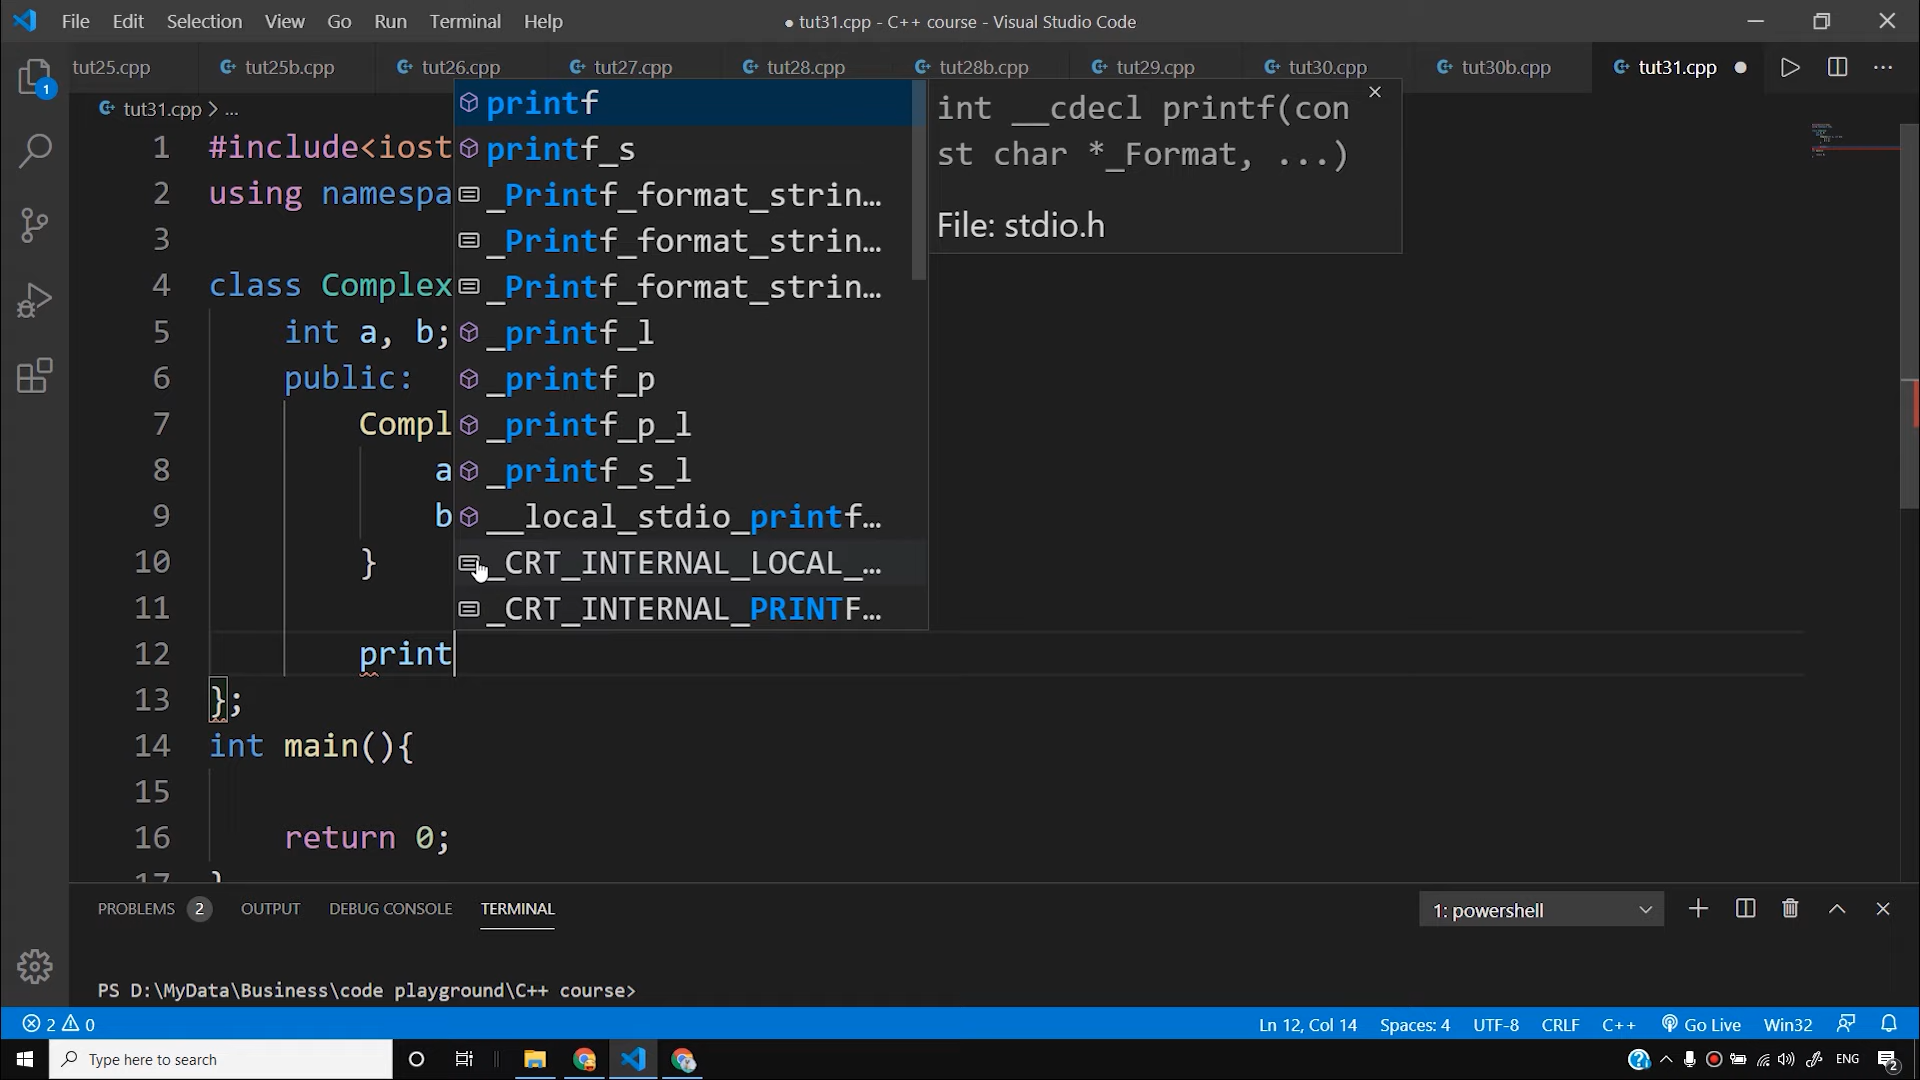 File Edit Selection View Go Run Terminal Help
● tut31.cpp - C++ course - Visual Studio Code
tut25.cpp
tut25b.cpp
tut26.cpp
tut27.cpp
tut28.cpp
tut28b.cpp
tut29.cpp
tut30.cpp
tut30b.cpp
tut31.cpp
tut31.cpp > ...
1 #include<iost
2 using namespa
3
4 class Complex
5 int a, b;
6 public:
7 Compl
8 a
9 b
10 }
11
12 print
13 };
14 int main(){
15
16 return 0;
17 }
printf
printf_s
_Printf_format_strin...
_Printf_format_strin...
_Printf_format_strin...
_printf_l
_printf_p
_printf_p_l
_printf_s_l
__local_stdio_printf...
_CRT_INTERNAL_LOCAL_...
_CRT_INTERNAL_PRINTF...
int __cdecl printf(con
st char *_Format, ...)
File: stdio.h
PROBLEMS 2 OUTPUT DEBUG CONSOLE TERMINAL
1: powershell
PS D:\MyData\Business\code playground\C++ course>
2 0
Ln 12, Col 14 Spaces: 4 UTF-8 CRLF C++ Go Live Win32
1
Type here to search
ENG
2